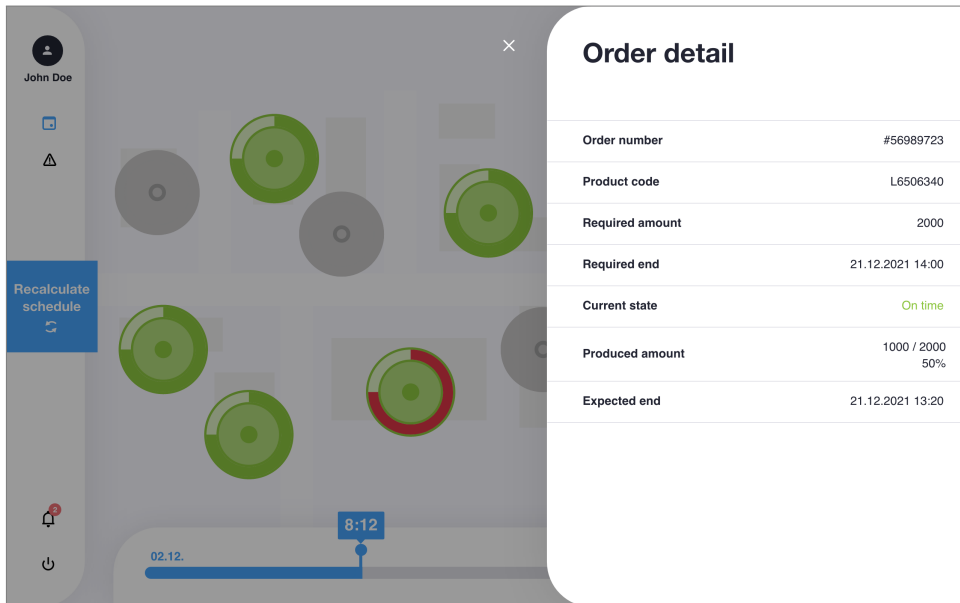 John Doe
Recalculate
schedule
2
8:12
02.12.
Order detail
Order number #56989723
Product code L6506340
Required amount 2000
Required end 21.12.2021 14:00
Current state On time
Produced amount 1000 / 2000
50%
Expected end 21.12.2021 13:20